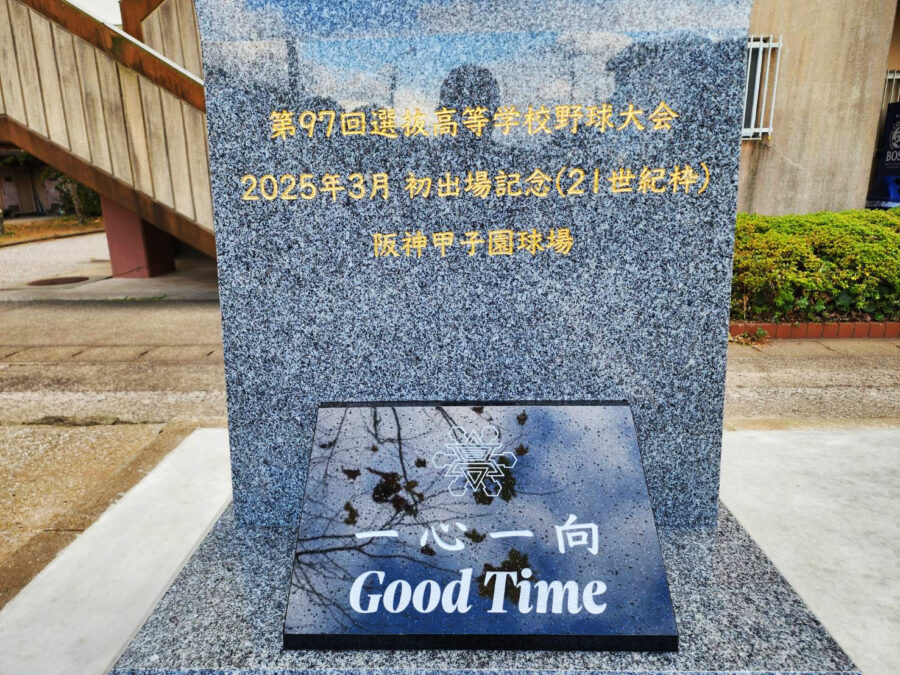 第97回選抜高等学校野球大会
2025年3月 初出場記念(21世紀枠)
阪神甲子園球場
一心一向
Good Time